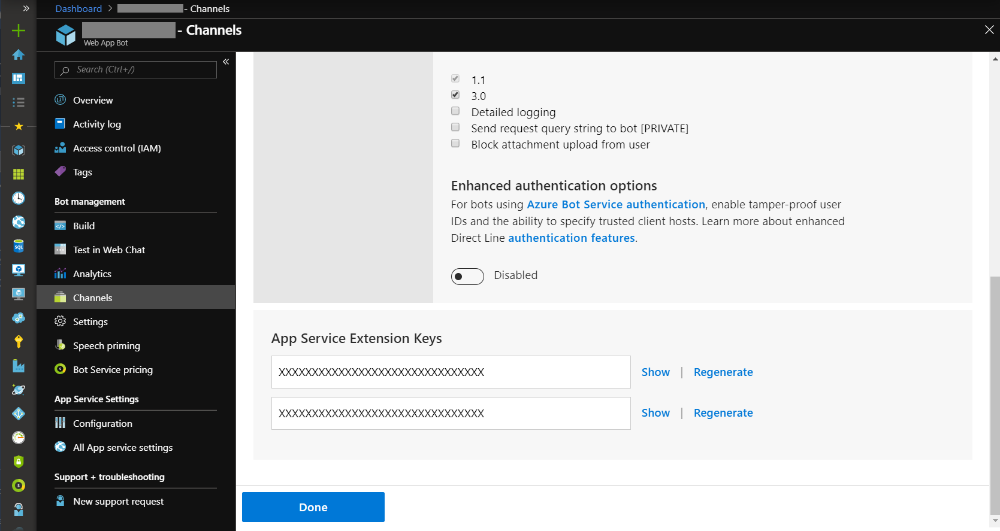 Dashboard > - Channels
- Channels
Web App Bot
Search (Ctrl+/)
Overview
Activity log
Access control (IAM)
Tags
Bot management
Build
Test in Web Chat
Analytics
Channels
Settings
Speech priming
Bot Service pricing
App Service Settings
Configuration
All App service settings
Support + troubleshooting
New support request
1.1
3.0
Detailed logging
Send request query string to bot [PRIVATE]
Block attachment upload from user
Enhanced authentication options
For bots using Azure Bot Service authentication, enable tamper-proof user
IDs and the ability to specify trusted client hosts. Learn more about enhanced
Direct Line authentication features.
Disabled
App Service Extension Keys
XXXXXXXXXXXXXXXXXXXXXXXXXXXXXXX Show | Regenerate
XXXXXXXXXXXXXXXXXXXXXXXXXXXXXXX Show | Regenerate
Done